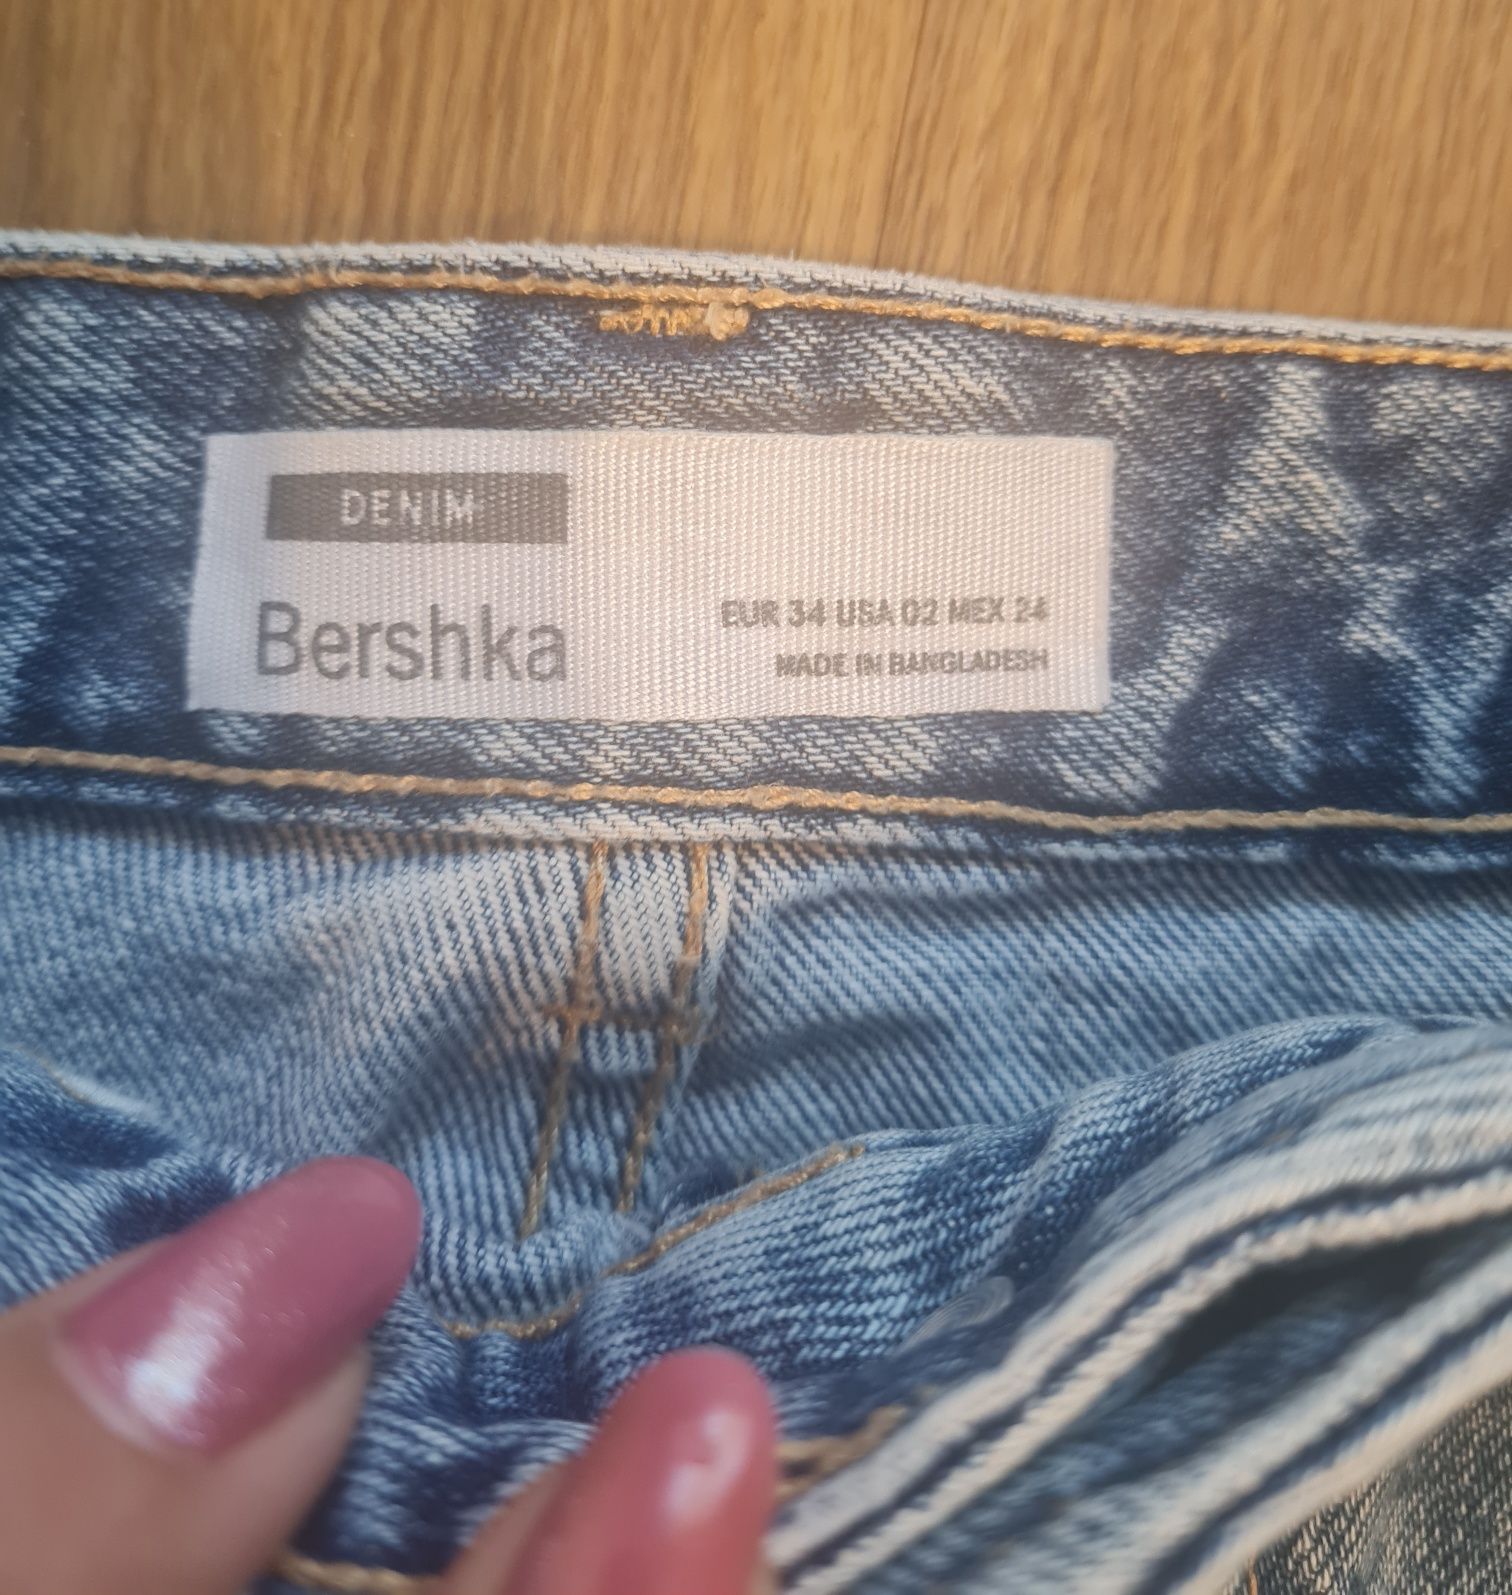 DENIM
Bershka
EUR 34 USA 02 MEX 24
MADE IN BANGLADESH